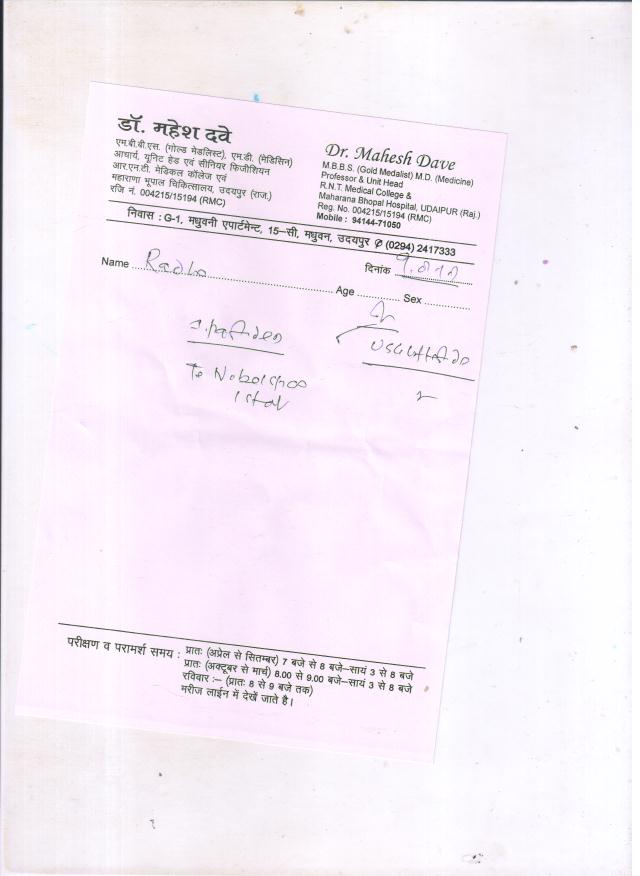 डॉ. महेश दवे
एम.बी.बी.एस. (गोल्ड मेडलिस्ट), एम.डी. (मेडिसिन)
आचार्य, यूनिट हेड एवं सीनियर फिजीशियन
आर.एन.टी. मेडिकल कॉलेज एवं
महाराणा भूपाल चिकित्सालय, उदयपुर (राज.)
रजि नं. 004215/15194 (RMC)
Dr. Mahesh Dave
M.B.B.S. (Gold Medalist) M.D. (Medicine)
Professor & Unit Head
R.N.T. Medical College &
Maharana Bhopal Hospital, UDAIPUR (Raj.)
Reg. No. 004215/15194 (RMC)
Mobile : 94144-71050
निवास : G-1, मधुवनी एपार्टमेन्ट, 15–सी, मधुवन, उदयपुर ✆ (0294) 2417333
दिनांक
Name Radha Age Sex
USG
परीक्षण व परामर्श समय : प्रातः (अप्रेल से सितम्बर) 7 बजे से 8 बजे–सायं 3 से 8 बजे
प्रातः (अक्टूबर से मार्च) 8.00 से 9.00 बजे–सायं 3 से 8 बजे
रविवार :– (प्रातः 8 से 9 बजे तक)
मरीज लाईन में देखें जाते है।